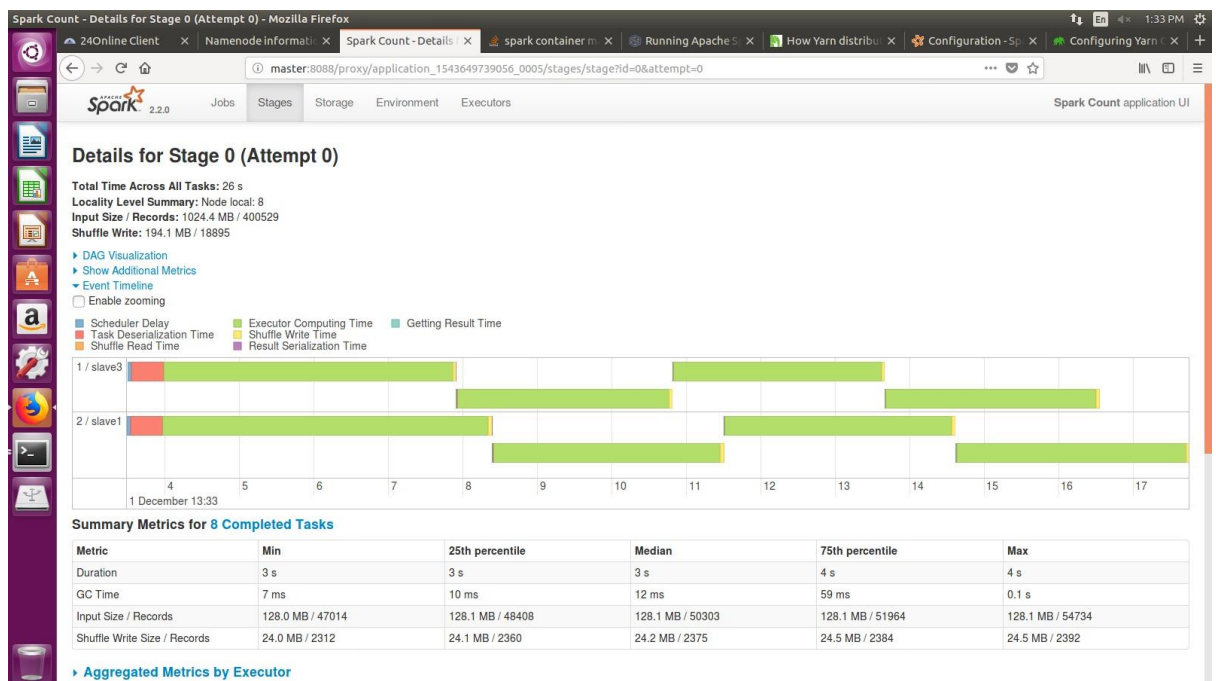 Spark Count - Details for Stage 0 (Attempt 0) - Mozilla Firefox En 1:33 PM
24Online Client × Namenode informatic × Spark Count - Details f × spark container m × Running Apache Sp × How Yarn distribut × Configuration - Sp × Configuring Yarn C × +
master:8088/proxy/application_1543649739056_0005/stages/stage?id=0&attempt=0
APACHE Spark 2.2.0 Jobs Stages Storage Environment Executors Spark Count application UI
Details for Stage 0 (Attempt 0)
Total Time Across All Tasks: 26 s
Locality Level Summary: Node local: 8
Input Size / Records: 1024.4 MB / 400529
Shuffle Write: 194.1 MB / 18895
DAG Visualization
Show Additional Metrics
Event Timeline
Enable zooming
Scheduler Delay Executor Computing Time Getting Result Time
Task Deserialization Time Shuffle Write Time
Shuffle Read Time Result Serialization Time
1 / slave3
2 / slave1
4 5 6 7 8 9 10 11 12 13 14 15 16 17
1 December 13:33
Summary Metrics for 8 Completed Tasks
Metric Min 25th percentile Median 75th percentile Max
Duration 3 s 3 s 3 s 4 s 4 s
GC Time 7 ms 10 ms 12 ms 59 ms 0.1 s
Input Size / Records 128.0 MB / 47014 128.1 MB / 48408 128.1 MB / 50303 128.1 MB / 51964 128.1 MB / 54734
Shuffle Write Size / Records 24.0 MB / 2312 24.1 MB / 2360 24.2 MB / 2375 24.5 MB / 2384 24.5 MB / 2392
Aggregated Metrics by Executor